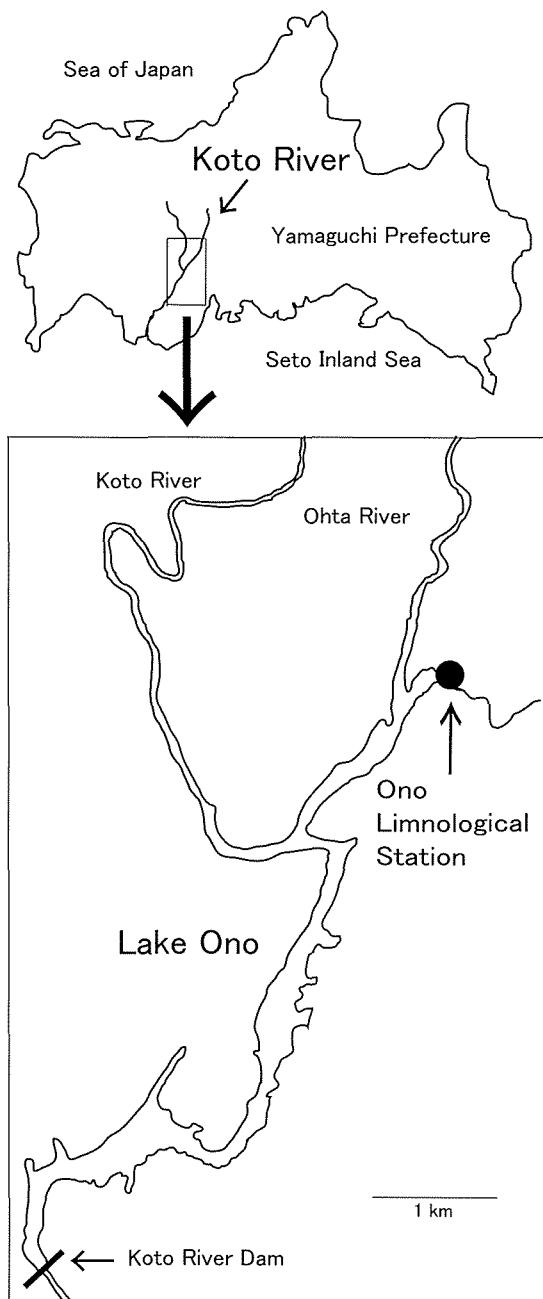 Sea of Japan
Koto River
Yamaguchi Prefecture
Seto Inland Sea
Koto River
Ohta River
Ono
Limnological
Station
Lake Ono
1 km
Koto River Dam